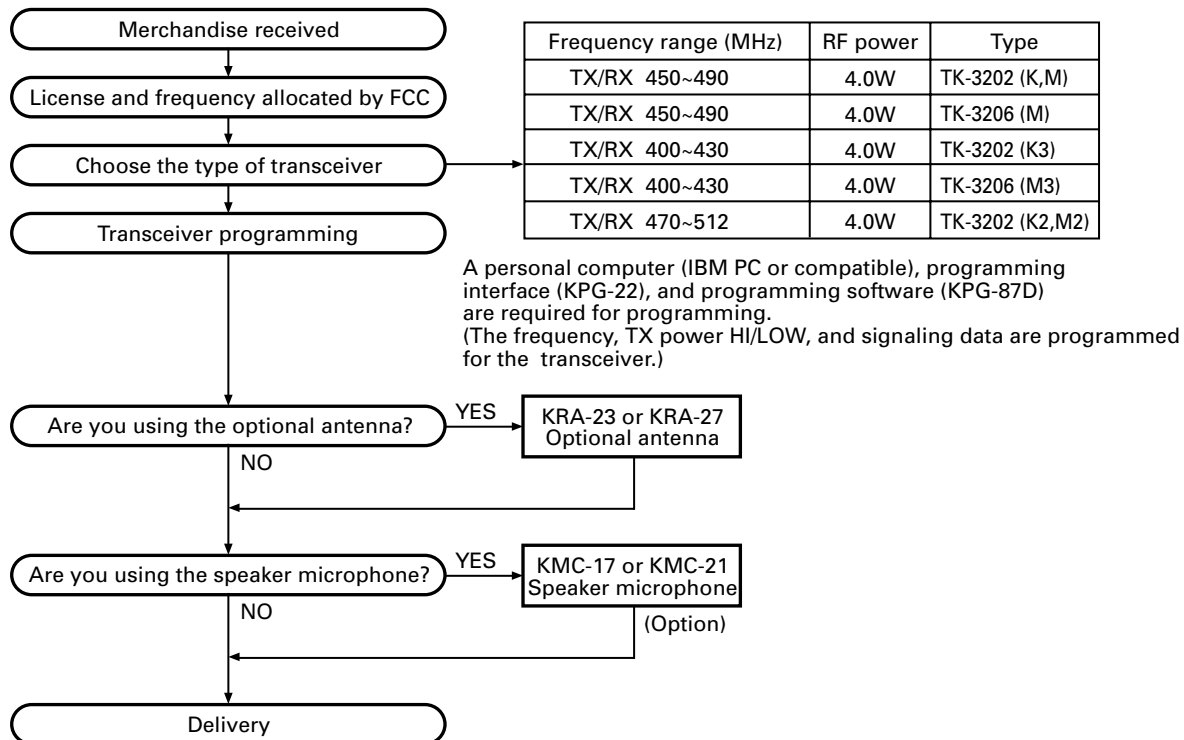 Merchandise received
License and frequency allocated by FCC
Choose the type of transceiver
Transceiver programming
Frequency range (MHz) RF power Type
TX/RX 450~490 4.0W TK-3202 (K,M)
TX/RX 450~490 4.0W TK-3206 (M)
TX/RX 400~430 4.0W TK-3202 (K3)
TX/RX 400~430 4.0W TK-3206 (M3)
TX/RX 470~512 4.0W TK-3202 (K2,M2)
A personal computer (IBM PC or compatible), programming
interface (KPG-22), and programming software (KPG-87D)
are required for programming.
(The frequency, TX power HI/LOW, and signaling data are programmed
for the transceiver.)
Are you using the optional antenna?
YES
KRA-23 or KRA-27
Optional antenna
NO
Are you using the speaker microphone?
YES
KMC-17 or KMC-21
Speaker microphone
(Option)
NO
Delivery